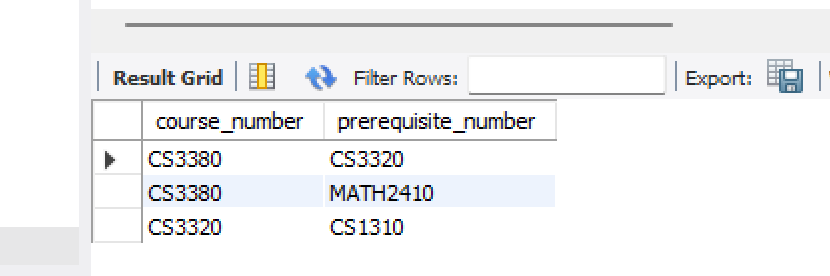 Result Grid Filter Rows: Export:
course_number prerequisite_number
CS3380 CS3320
CS3380 MATH2410
CS3320 CS1310